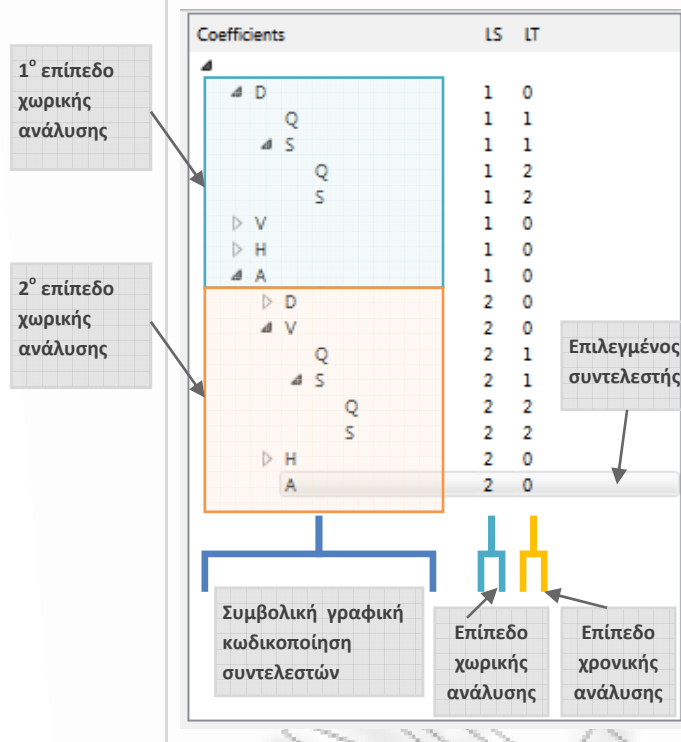 Coefficients LS LT
1ο επίπεδο
χωρικής
ανάλυσης
D 1 0
Q 1 1
S 1 1
Q 1 2
S 1 2
V 1 0
H 1 0
A 1 0
2ο επίπεδο
χωρικής
ανάλυσης
D 2 0
V 2 0
Q 2 1
S 2 1
Q 2 2
S 2 2
H 2 0
A 2 0
Επιλεγμένος
συντελεστής
Συμβολική γραφική
κωδικοποίηση
συντελεστών
Επίπεδο
χωρικής
ανάλυσης
Επίπεδο
χρονικής
ανάλυσης